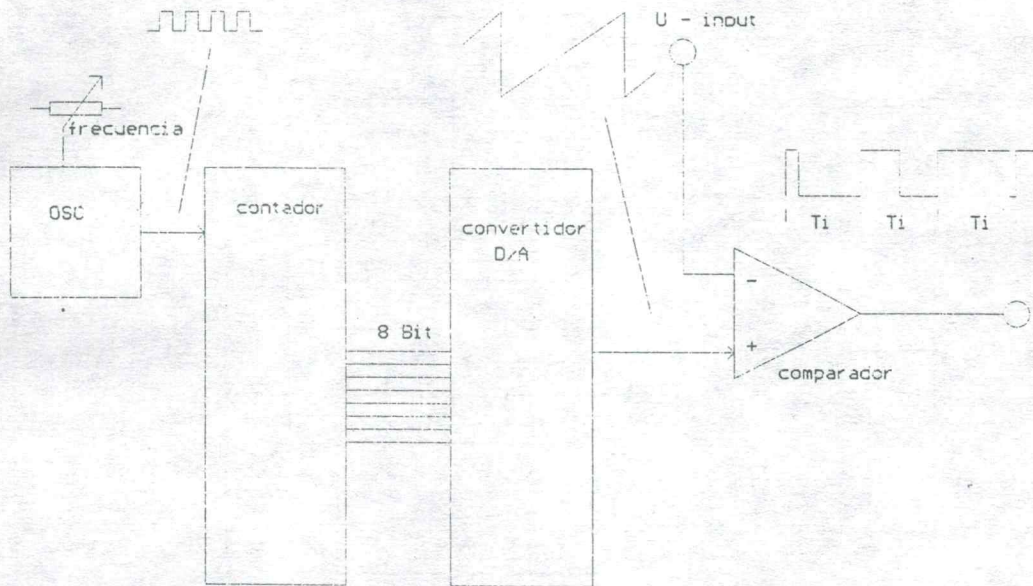 U - input
frecuencia
OSC
contador
convertidor
D/A
Ti
Ti
Ti
8 Bit
-
+
comparador